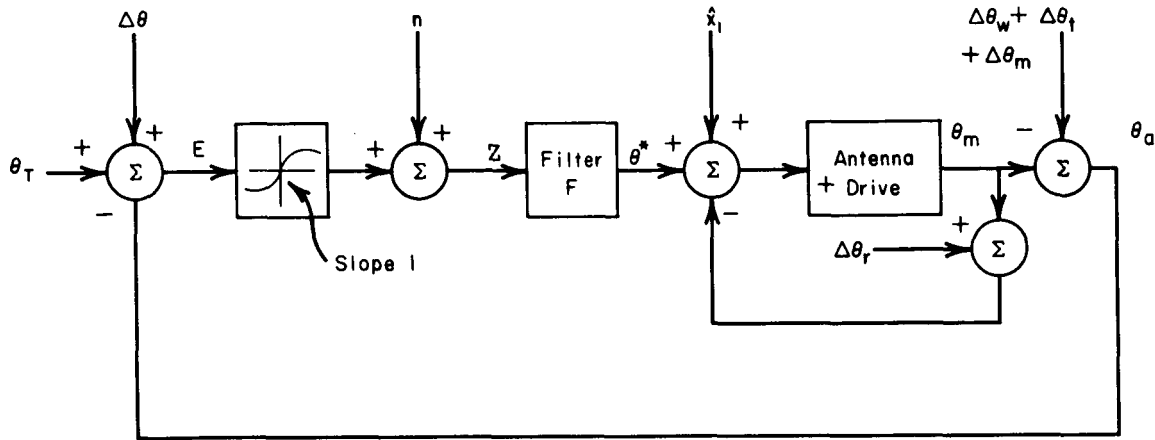 Δθ
n
x̂₁
Δθw + Δθt
+ Δθm
θT
+
+
−
Σ
E
Slope 1
+
+
Σ
Z
Filter
F
θ*
+
+
−
Σ
Antenna
+ Drive
θm
−
Σ
θa
+
Σ
Δθr